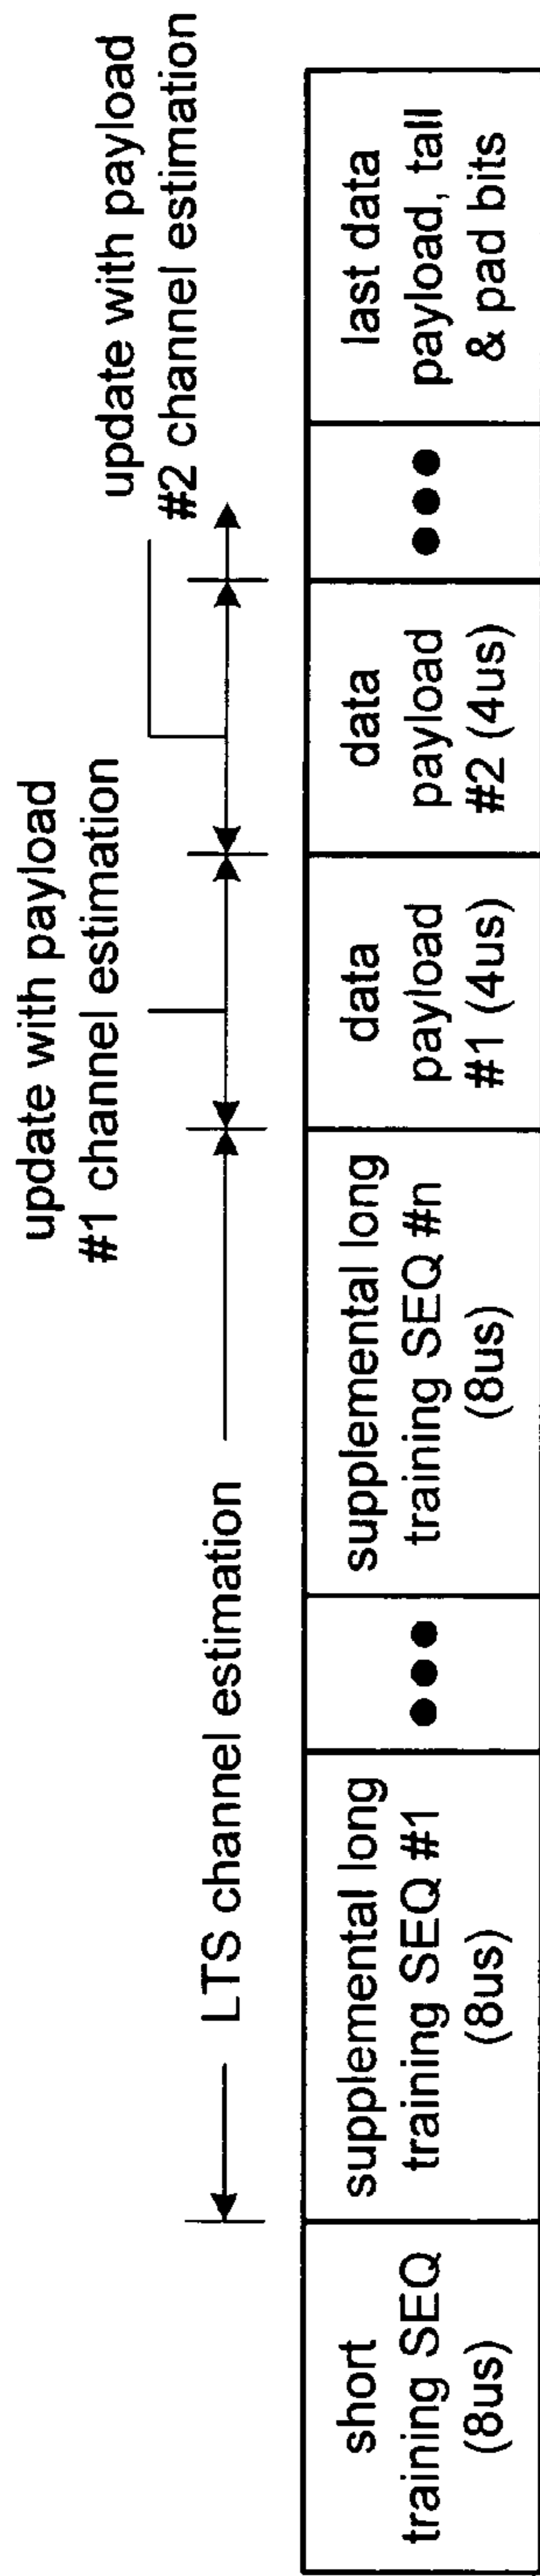 update with payload
#1 channel estimation
update with payload
#2 channel estimation
LTS channel estimation
short
training SEQ
(8us)
supplemental long
training SEQ #1
(8us)
supplemental long
training SEQ #n
(8us)
data
payload
#1 (4us)
data
payload
#2 (4us)
last data
payload, tall
& pad bits